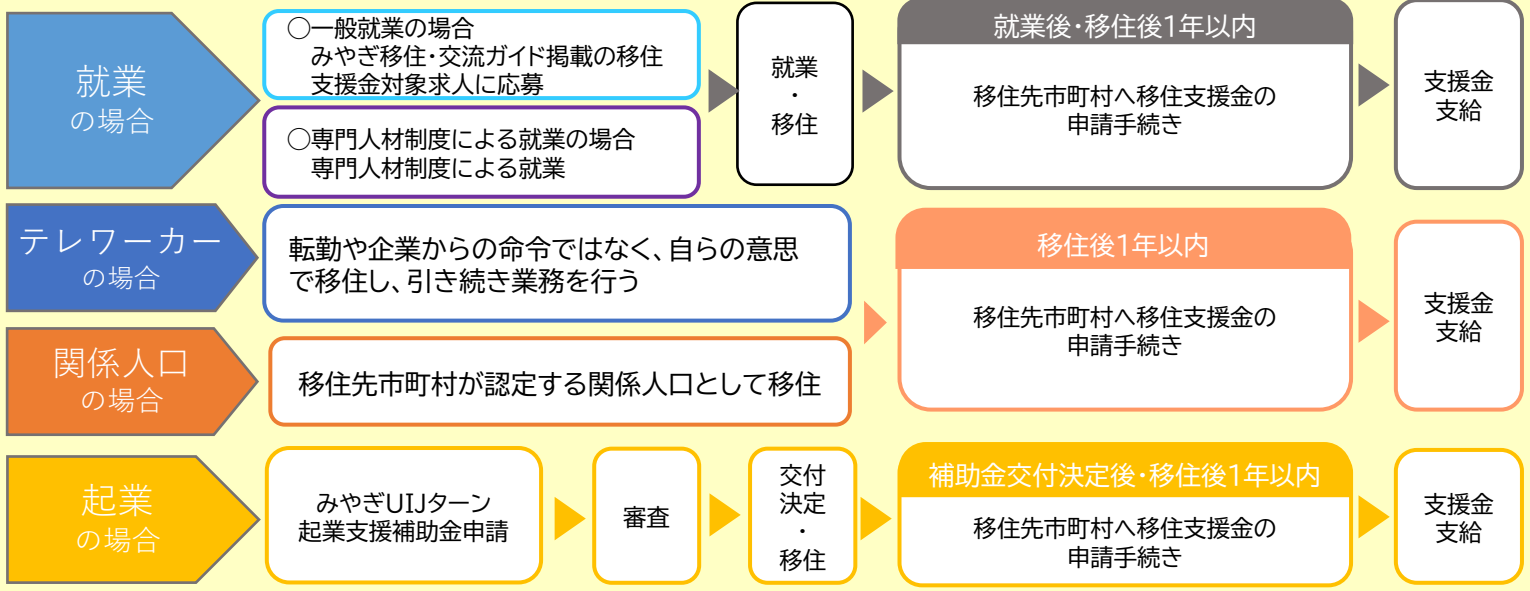 就業
の場合
○一般就業の場合
みやぎ移住・交流ガイド掲載の移住
支援金対象求人に応募
○専門人材制度による就業の場合
専門人材制度による就業
就業
・
移住
就業後・移住後1年以内
移住先市町村へ移住支援金の
申請手続き
支援金
支給
テレワーカー
の場合
転勤や企業からの命令ではなく、自らの意思
で移住し、引き続き業務を行う
関係人口
の場合
移住先市町村が認定する関係人口として移住
移住後1年以内
移住先市町村へ移住支援金の
申請手続き
支援金
支給
起業
の場合
みやぎUIJターン
起業支援補助金申請
審査
交付
決定
・
移住
補助金交付決定後・移住後1年以内
移住先市町村へ移住支援金の
申請手続き
支援金
支給